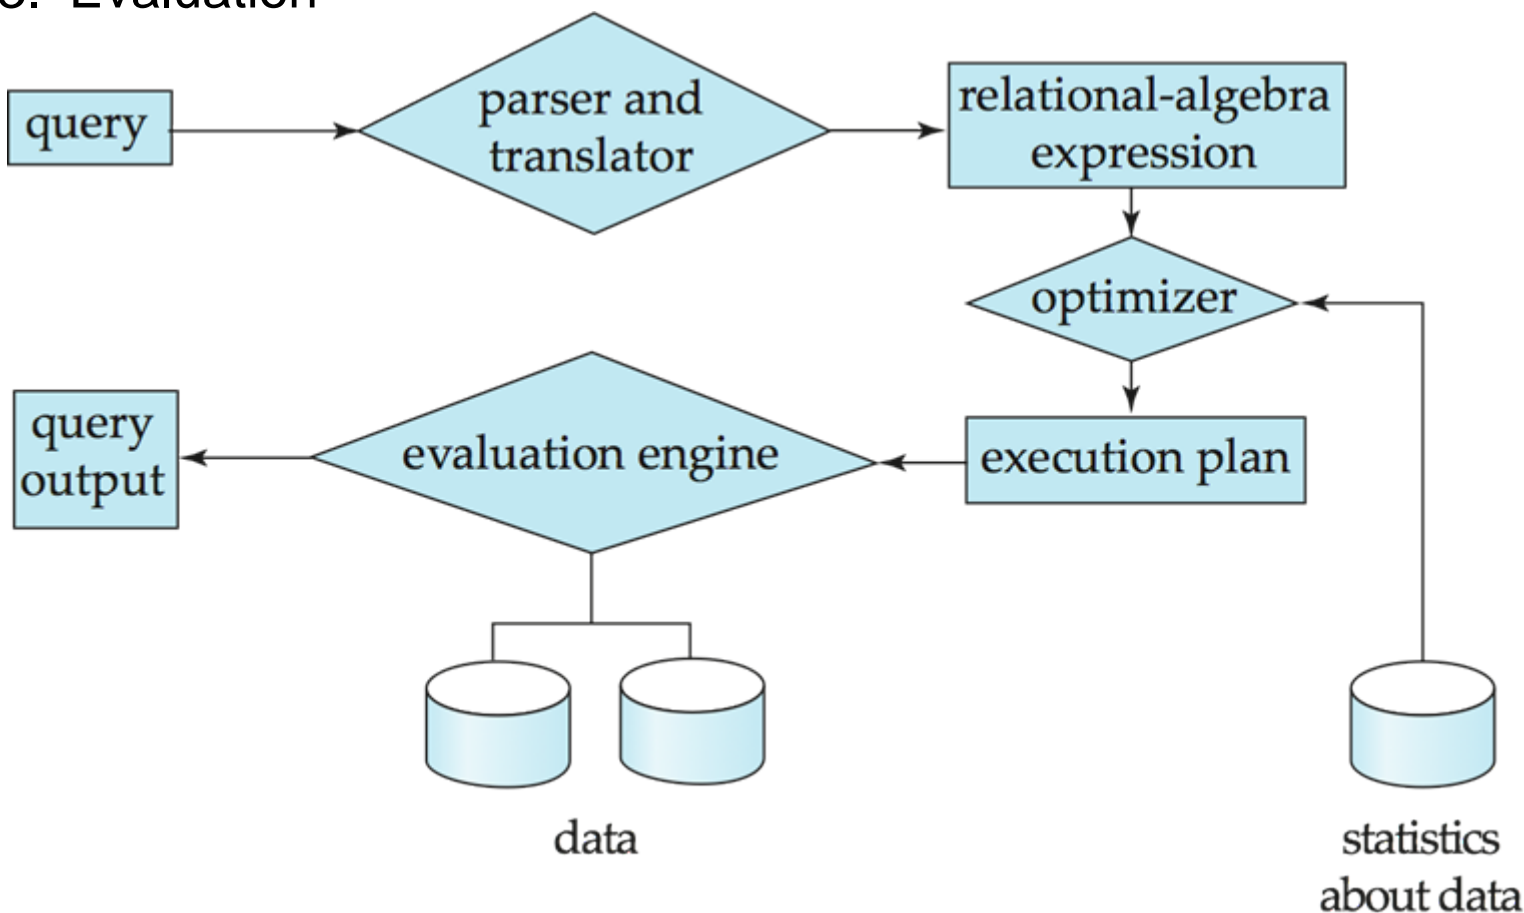 3. Evaluation
query
parser and
translator
relational-algebra
expression
optimizer
query
output
evaluation engine
execution plan
data
statistics
about data